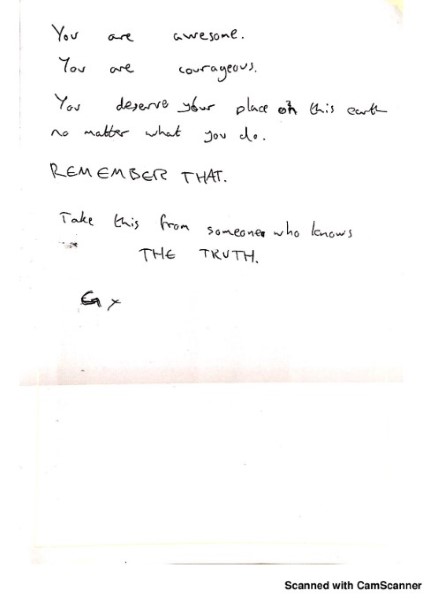 You are awesome.
You are courageous.
You deserve your place on this earth
no matter what you do.
REMEMBER THAT.
Take this from someone who knows
THE TRUTH.
G x
Scanned with CamScanner